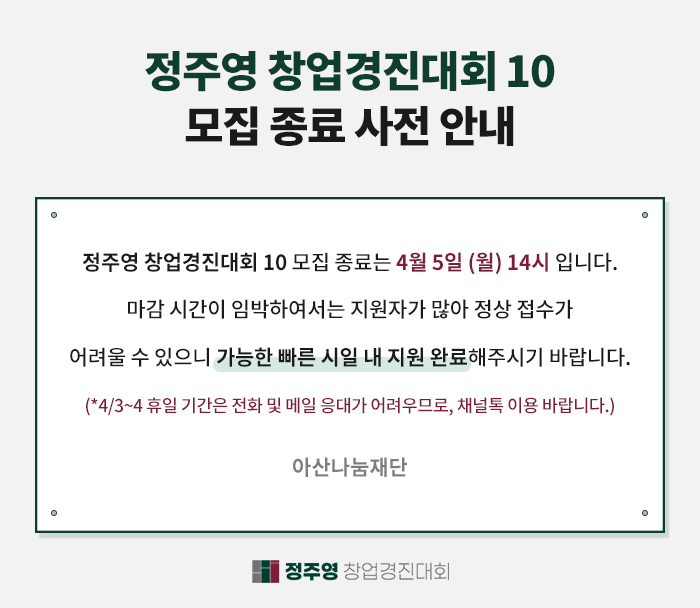 정주영 창업경진대회 10
모집 종료 사전 안내
정주영 창업경진대회 10 모집 종료는 4월 5일 (월) 14시 입니다.
마감 시간이 임박하여서는 지원자가 많아 정상 접수가
어려울 수 있으니 가능한 빠른 시일 내 지원 완료해주시기 바랍니다.
(*4/3~4 휴일 기간은 전화 및 메일 응대가 어려우므로, 채널톡 이용 바랍니다.)
아산나눔재단
정주영 창업경진대회